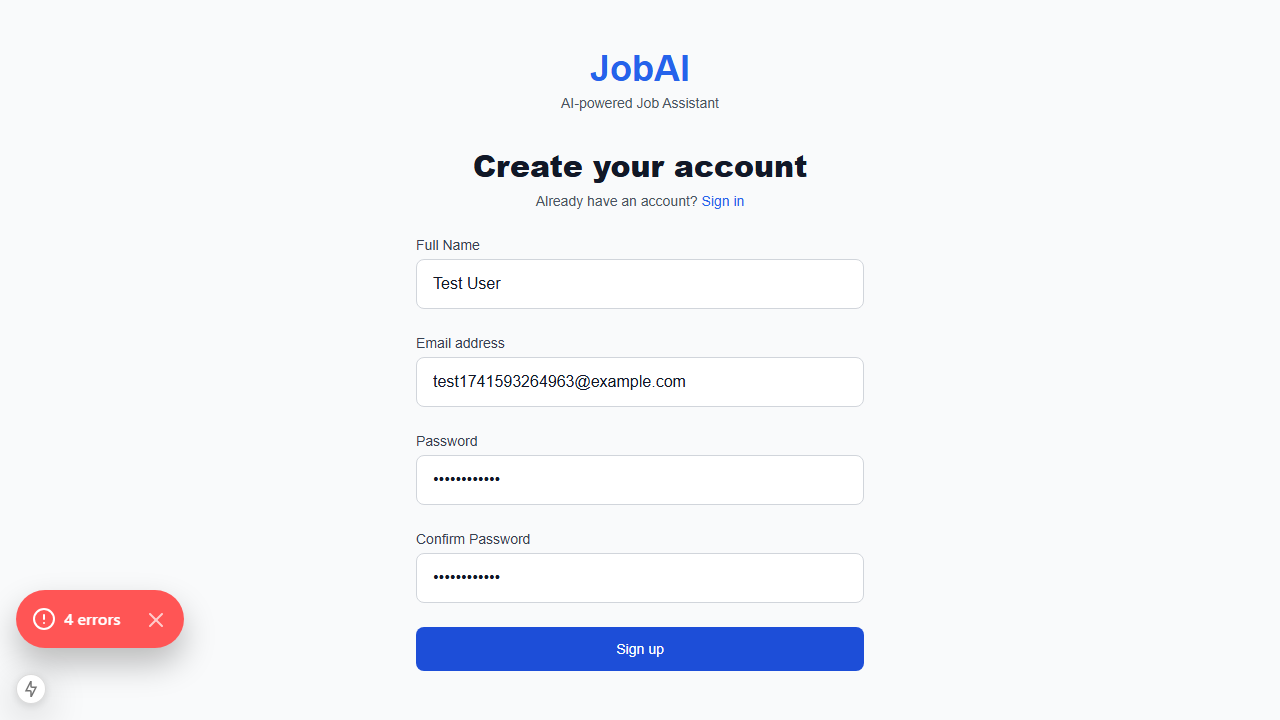 JobAI
AI-powered Job Assistant
Create your account
Already have an account? Sign in
Full Name
Test User
Email address
test1741593264963@example.com
Password
••••••••••••
Confirm Password
••••••••••••
4 errors
Sign up